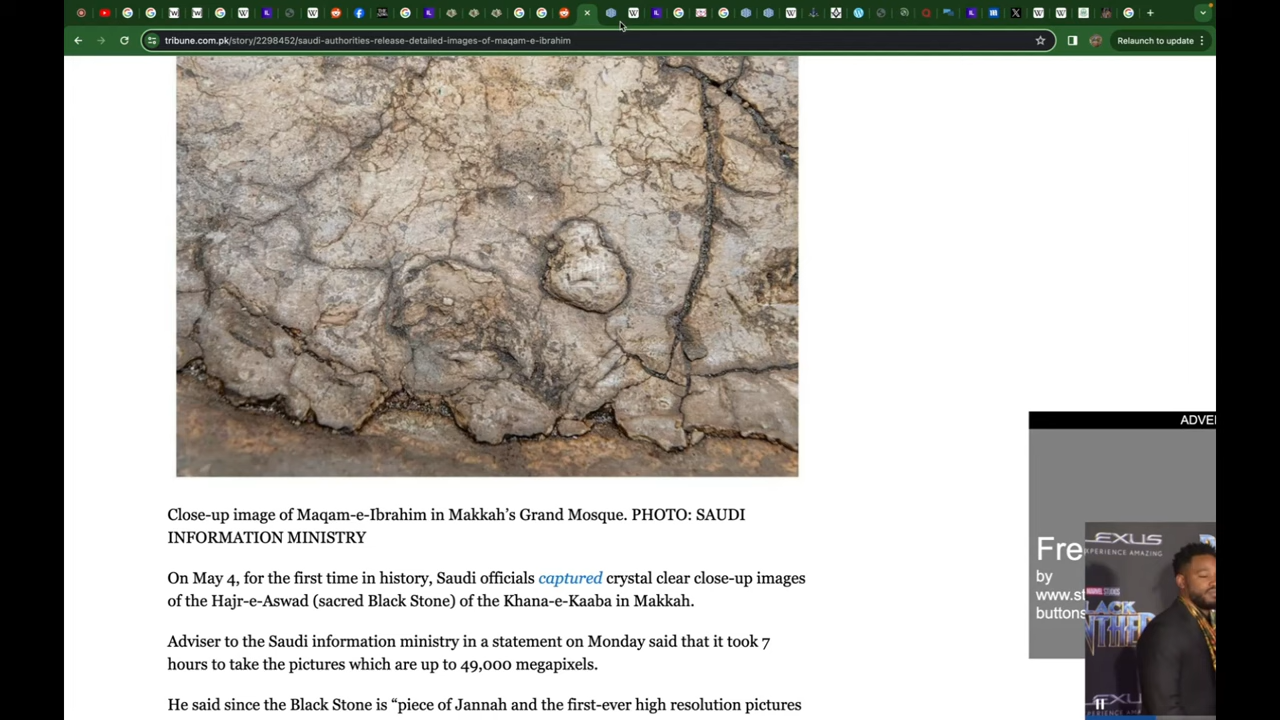 tribune.com.pk/story/2298452/saudi-authorities-release-detailed-images-of-maqam-e-ibrahim
Relaunch to update
Close-up image of Maqam-e-Ibrahim in Makkah's Grand Mosque. PHOTO: SAUDI
INFORMATION MINISTRY
On May 4, for the first time in history, Saudi officials captured crystal clear close-up images
of the Hajr-e-Aswad (sacred Black Stone) of the Khana-e-Kaaba in Makkah.
Adviser to the Saudi information ministry in a statement on Monday said that it took 7
hours to take the pictures which are up to 49,000 megapixels.
He said since the Black Stone is “piece of Jannah and the first-ever high resolution pictures
ADVE
Fre
by
www.st
buttons
LEXUS
EXPERIENCE AMAZING